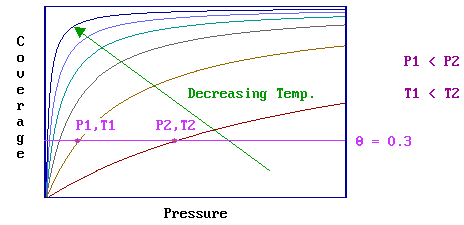 Coverage
P1 < P2
T1 < T2
Decreasing Temp.
P1,T1
P2,T2
θ = 0.3
Pressure